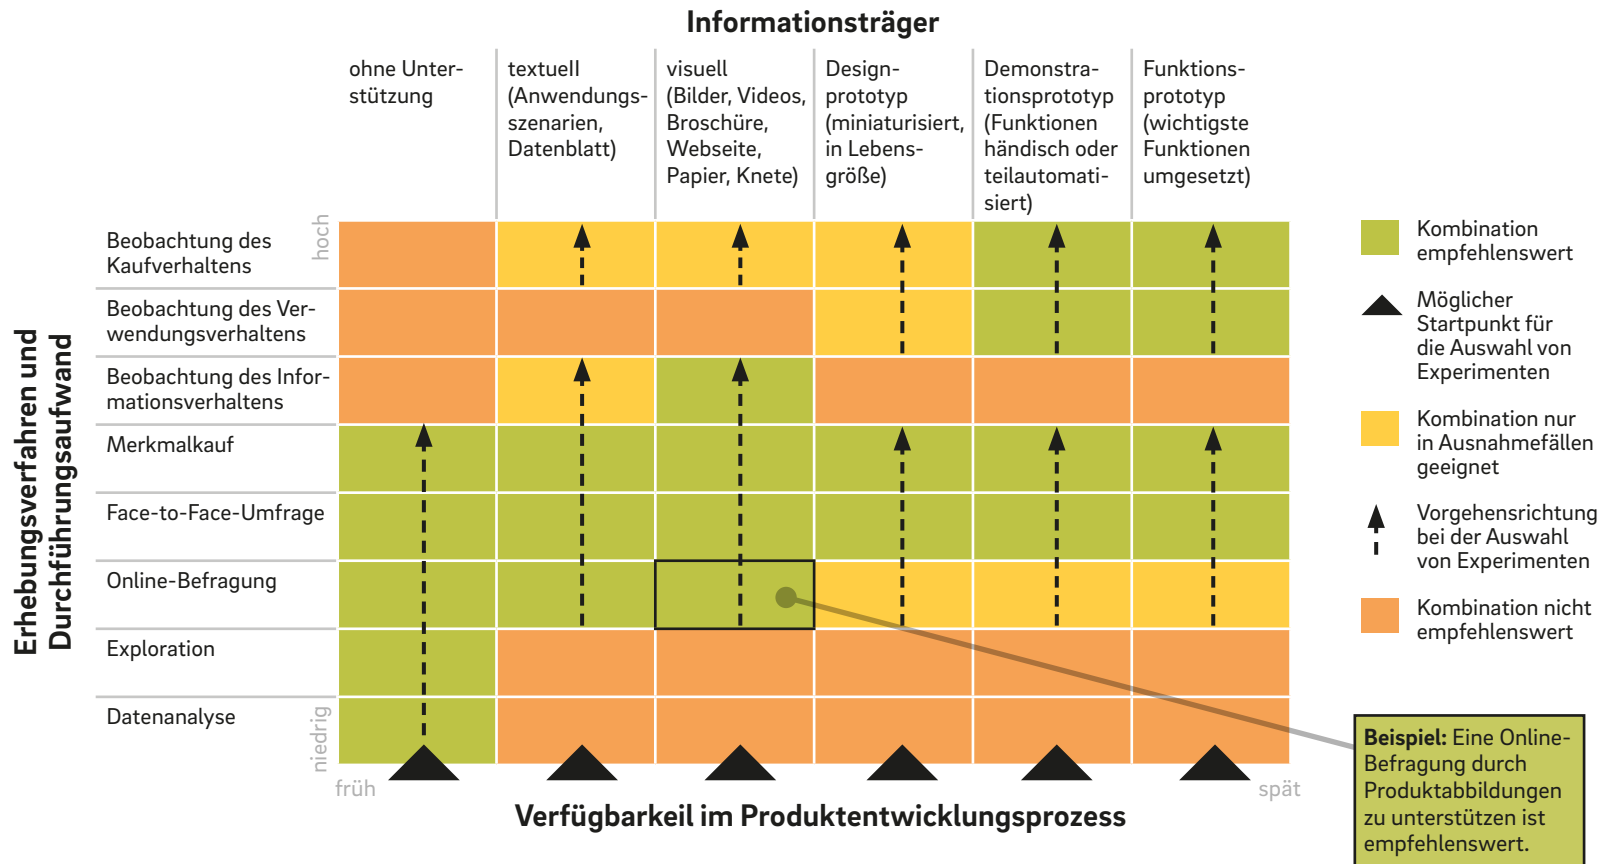 Informationsträger
ohne Unter-
stützung
textuell
(Anwendungs-
szenarien,
Datenblatt)
visuell
(Bilder, Videos,
Broschüre,
Webseite,
Papier, Knete)
Design-
prototyp
(miniaturisiert,
in Lebens-
größe)
Demonstra-
tionsprototyp
(Funktionen
händisch oder
teilautomati-
siert)
Funktions-
prototyp
(wichtigste
Funktionen
umgesetzt)
Erhebungsverfahren und
Durchführungsaufwand
hoch
niedrig
Beobachtung des
Kaufverhaltens
Beobachtung des Ver-
wendungsverhaltens
Beobachtung des Infor-
mationsverhaltens
Merkmalkauf
Face-to-Face-Umfrage
Online-Befragung
Exploration
Datenanalyse
früh
spät
Verfügbarkeil im Produktentwicklungsprozess
Kombination
empfehlenswert
Möglicher
Startpunkt für
die Auswahl von
Experimenten
Kombination nur
in Ausnahmefällen
geeignet
Vorgehensrichtung
bei der Auswahl
von Experimenten
Kombination nicht
empfehlenswert
Beispiel: Eine Online-
Befragung durch
Produktabbildungen
zu unterstützen ist
empfehlenswert.